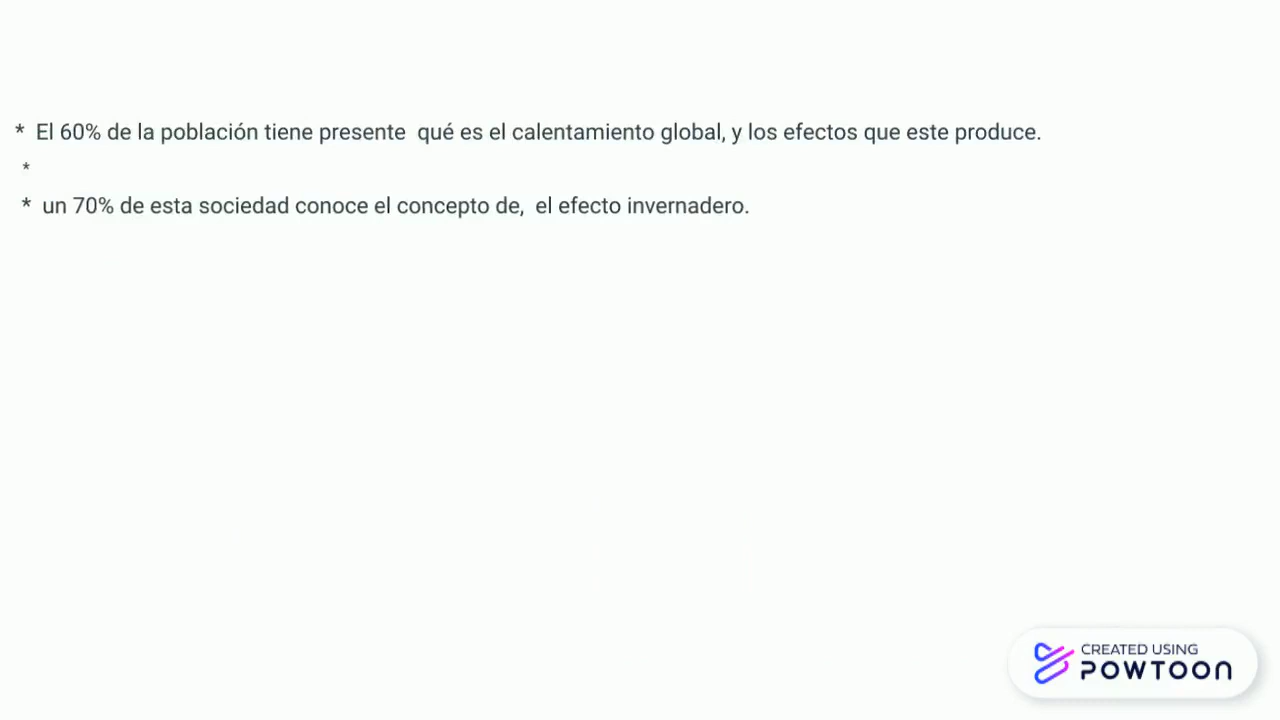 * El 60% de la población tiene presente  qué es el calentamiento global, y los efectos que este produce.
*
* un 70% de esta sociedad conoce el concepto de,  el efecto invernadero.
CREATED USING
POWTOON